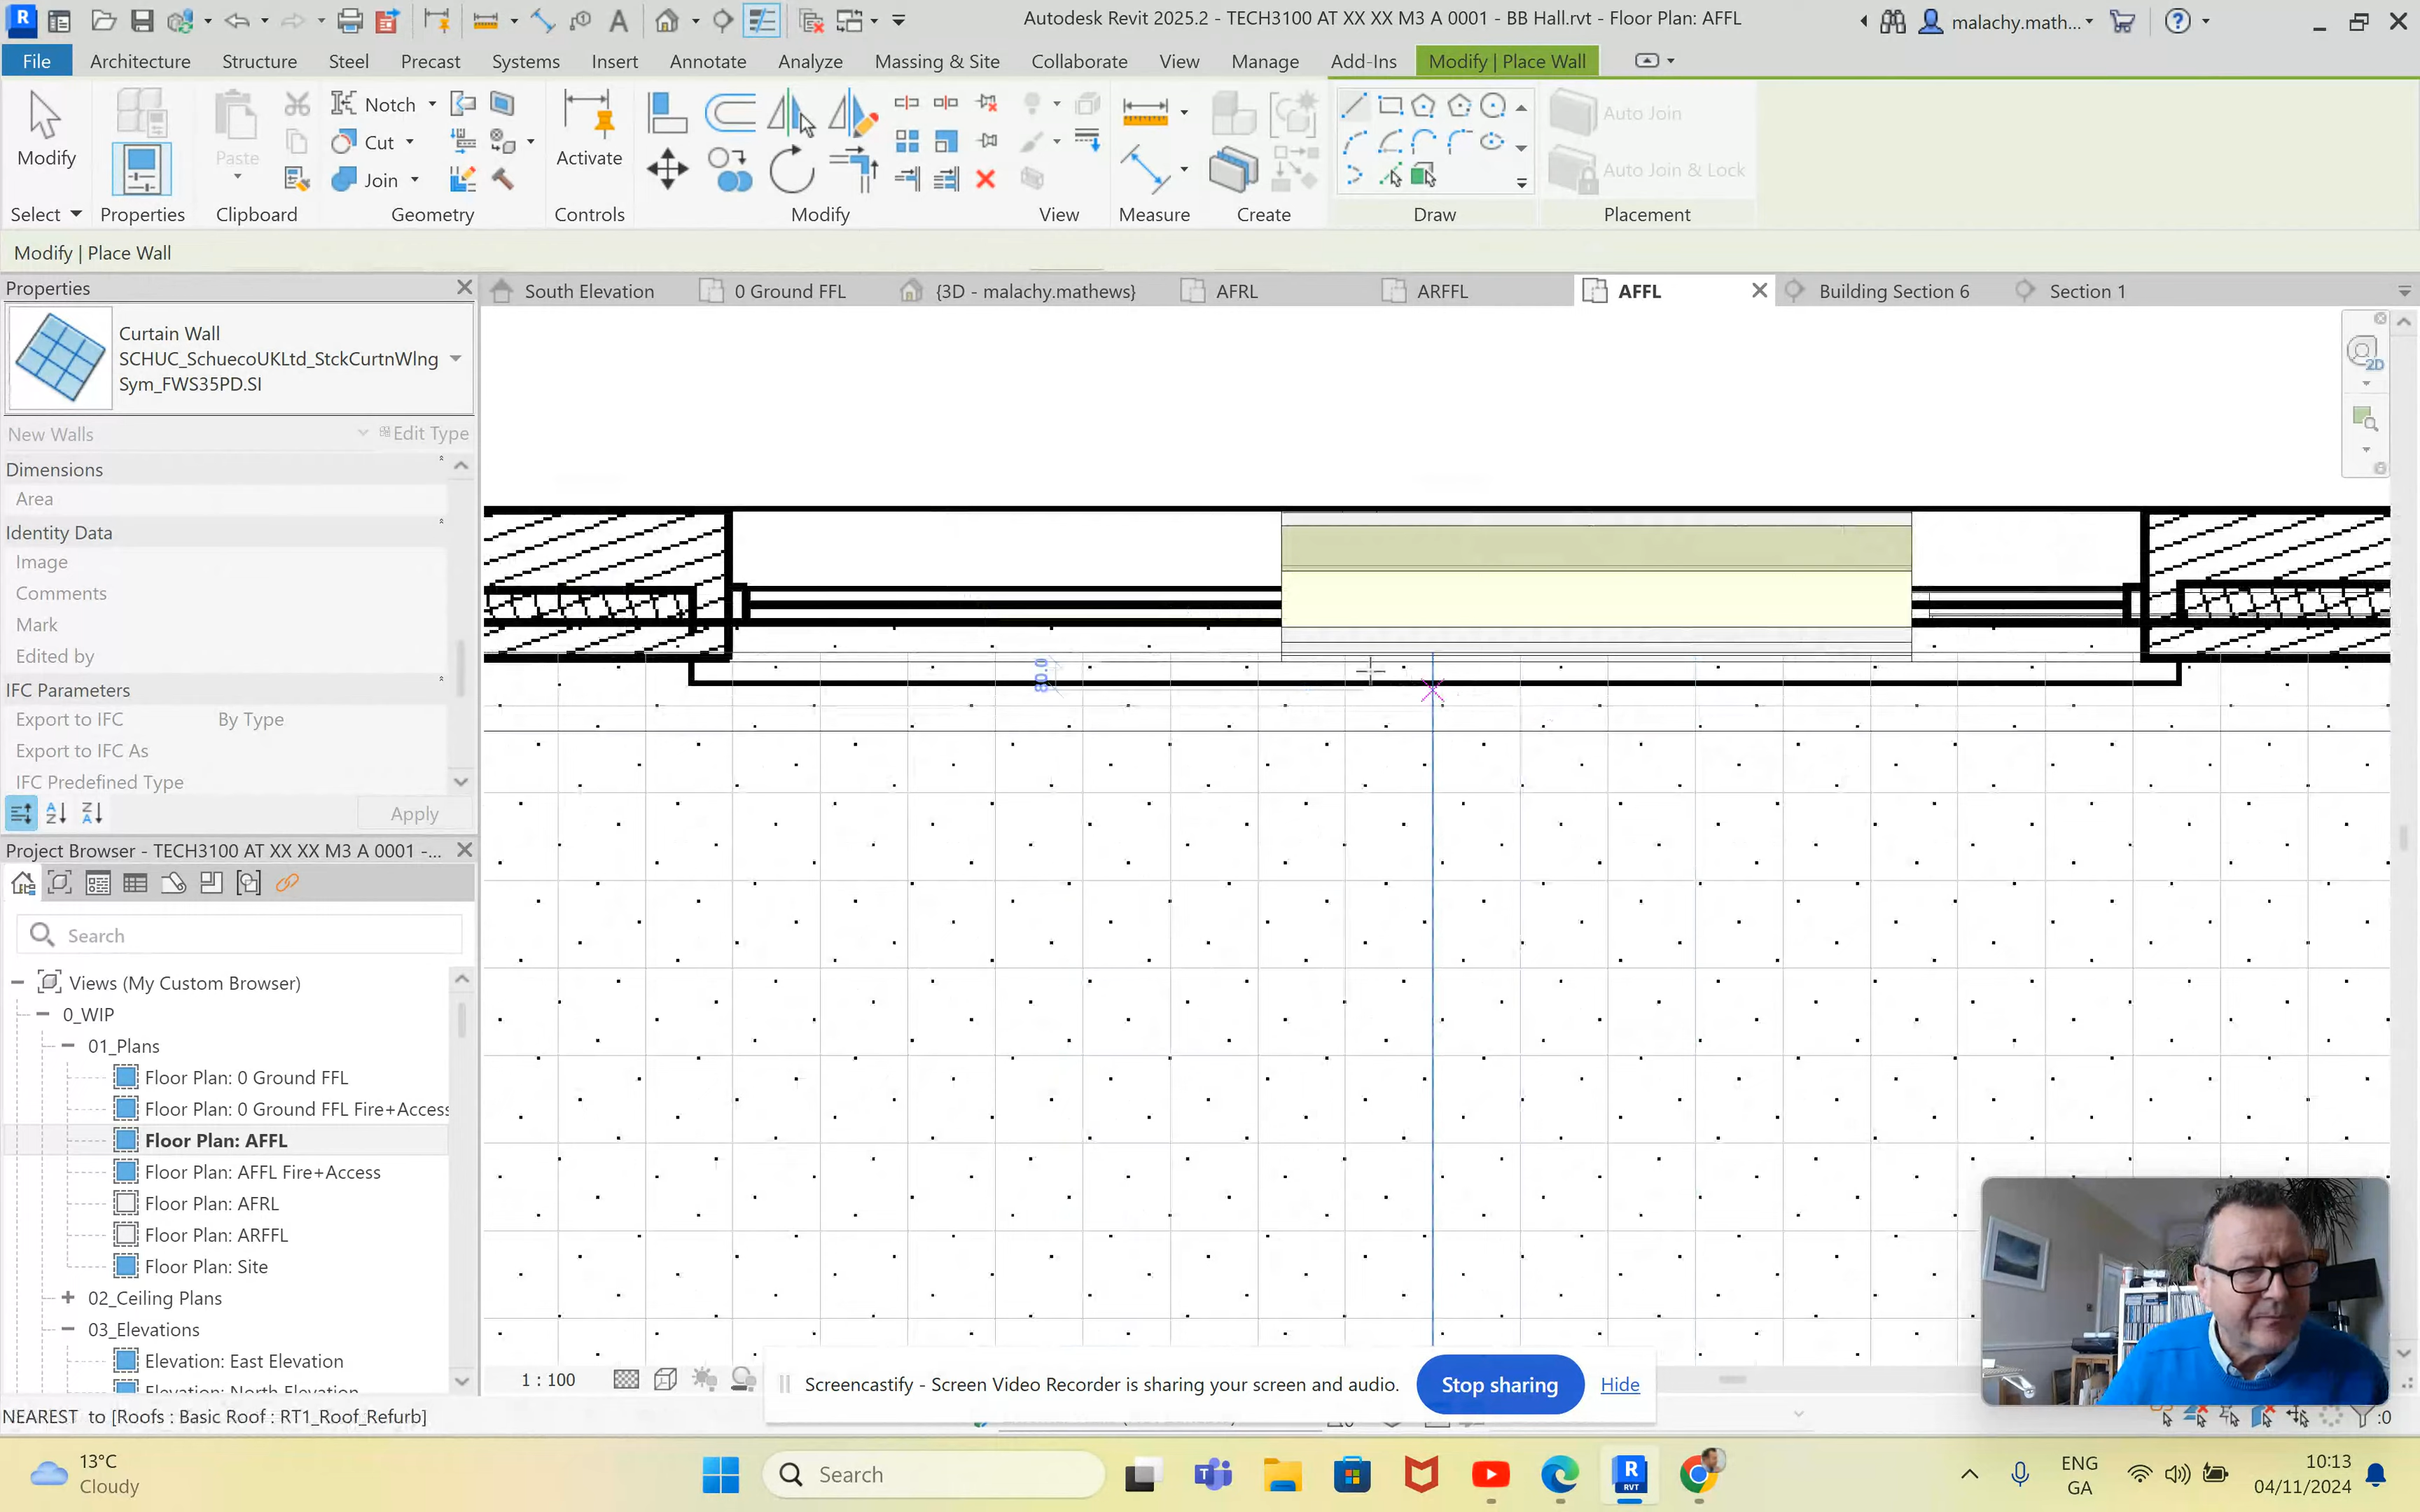 Autodesk Revit 2025.2 - TECH3100 AT XX XX M3 A 0001 - BB Hall.rvt - Floor Plan: AFFL
malachy.math...
File Architecture Structure Steel Precast Systems Insert Annotate Analyze Massing & Site Collaborate View Manage Add-Ins Modify | Place Wall
Notch
Auto Join
Modify Paste Cut Activate
Join
Auto Join & Lock
Select Properties Clipboard Geometry Controls Modify View Measure Create Draw Placement
Modify | Place Wall
Properties
South Elevation 0 Ground FFL {3D - malachy.mathews} AFRL ARFFL AFFL Building Section 6 Section 1
Curtain Wall
SCHUC_SchuecoUKLtd_StckCurtnWlng
Sym_FWS35PD.SI
New Walls Edit Type
Dimensions
Area
Identity Data
Image
Comments
Mark
Edited by
IFC Parameters
Export to IFC By Type
Export to IFC As
IFC Predefined Type
Apply
80.0
2D
Project Browser - TECH3100 AT XX XX M3 A 0001 -...
Search
Views (My Custom Browser)
0_WIP
01_Plans
Floor Plan: 0 Ground FFL
Floor Plan: 0 Ground FFL Fire+Access
Floor Plan: AFFL
Floor Plan: AFFL Fire+Access
Floor Plan: AFRL
Floor Plan: ARFFL
Floor Plan: Site
02_Ceiling Plans
03_Elevations
Elevation: East Elevation
Elevation: North Elevation
1 : 100
Screencastify - Screen Video Recorder is sharing your screen and audio. Stop sharing Hide
NEAREST to [Roofs : Basic Roof : RT1_Roof_Refurb]
:0
13°C
Cloudy
Search
ENG
GA
10:13
04/11/2024